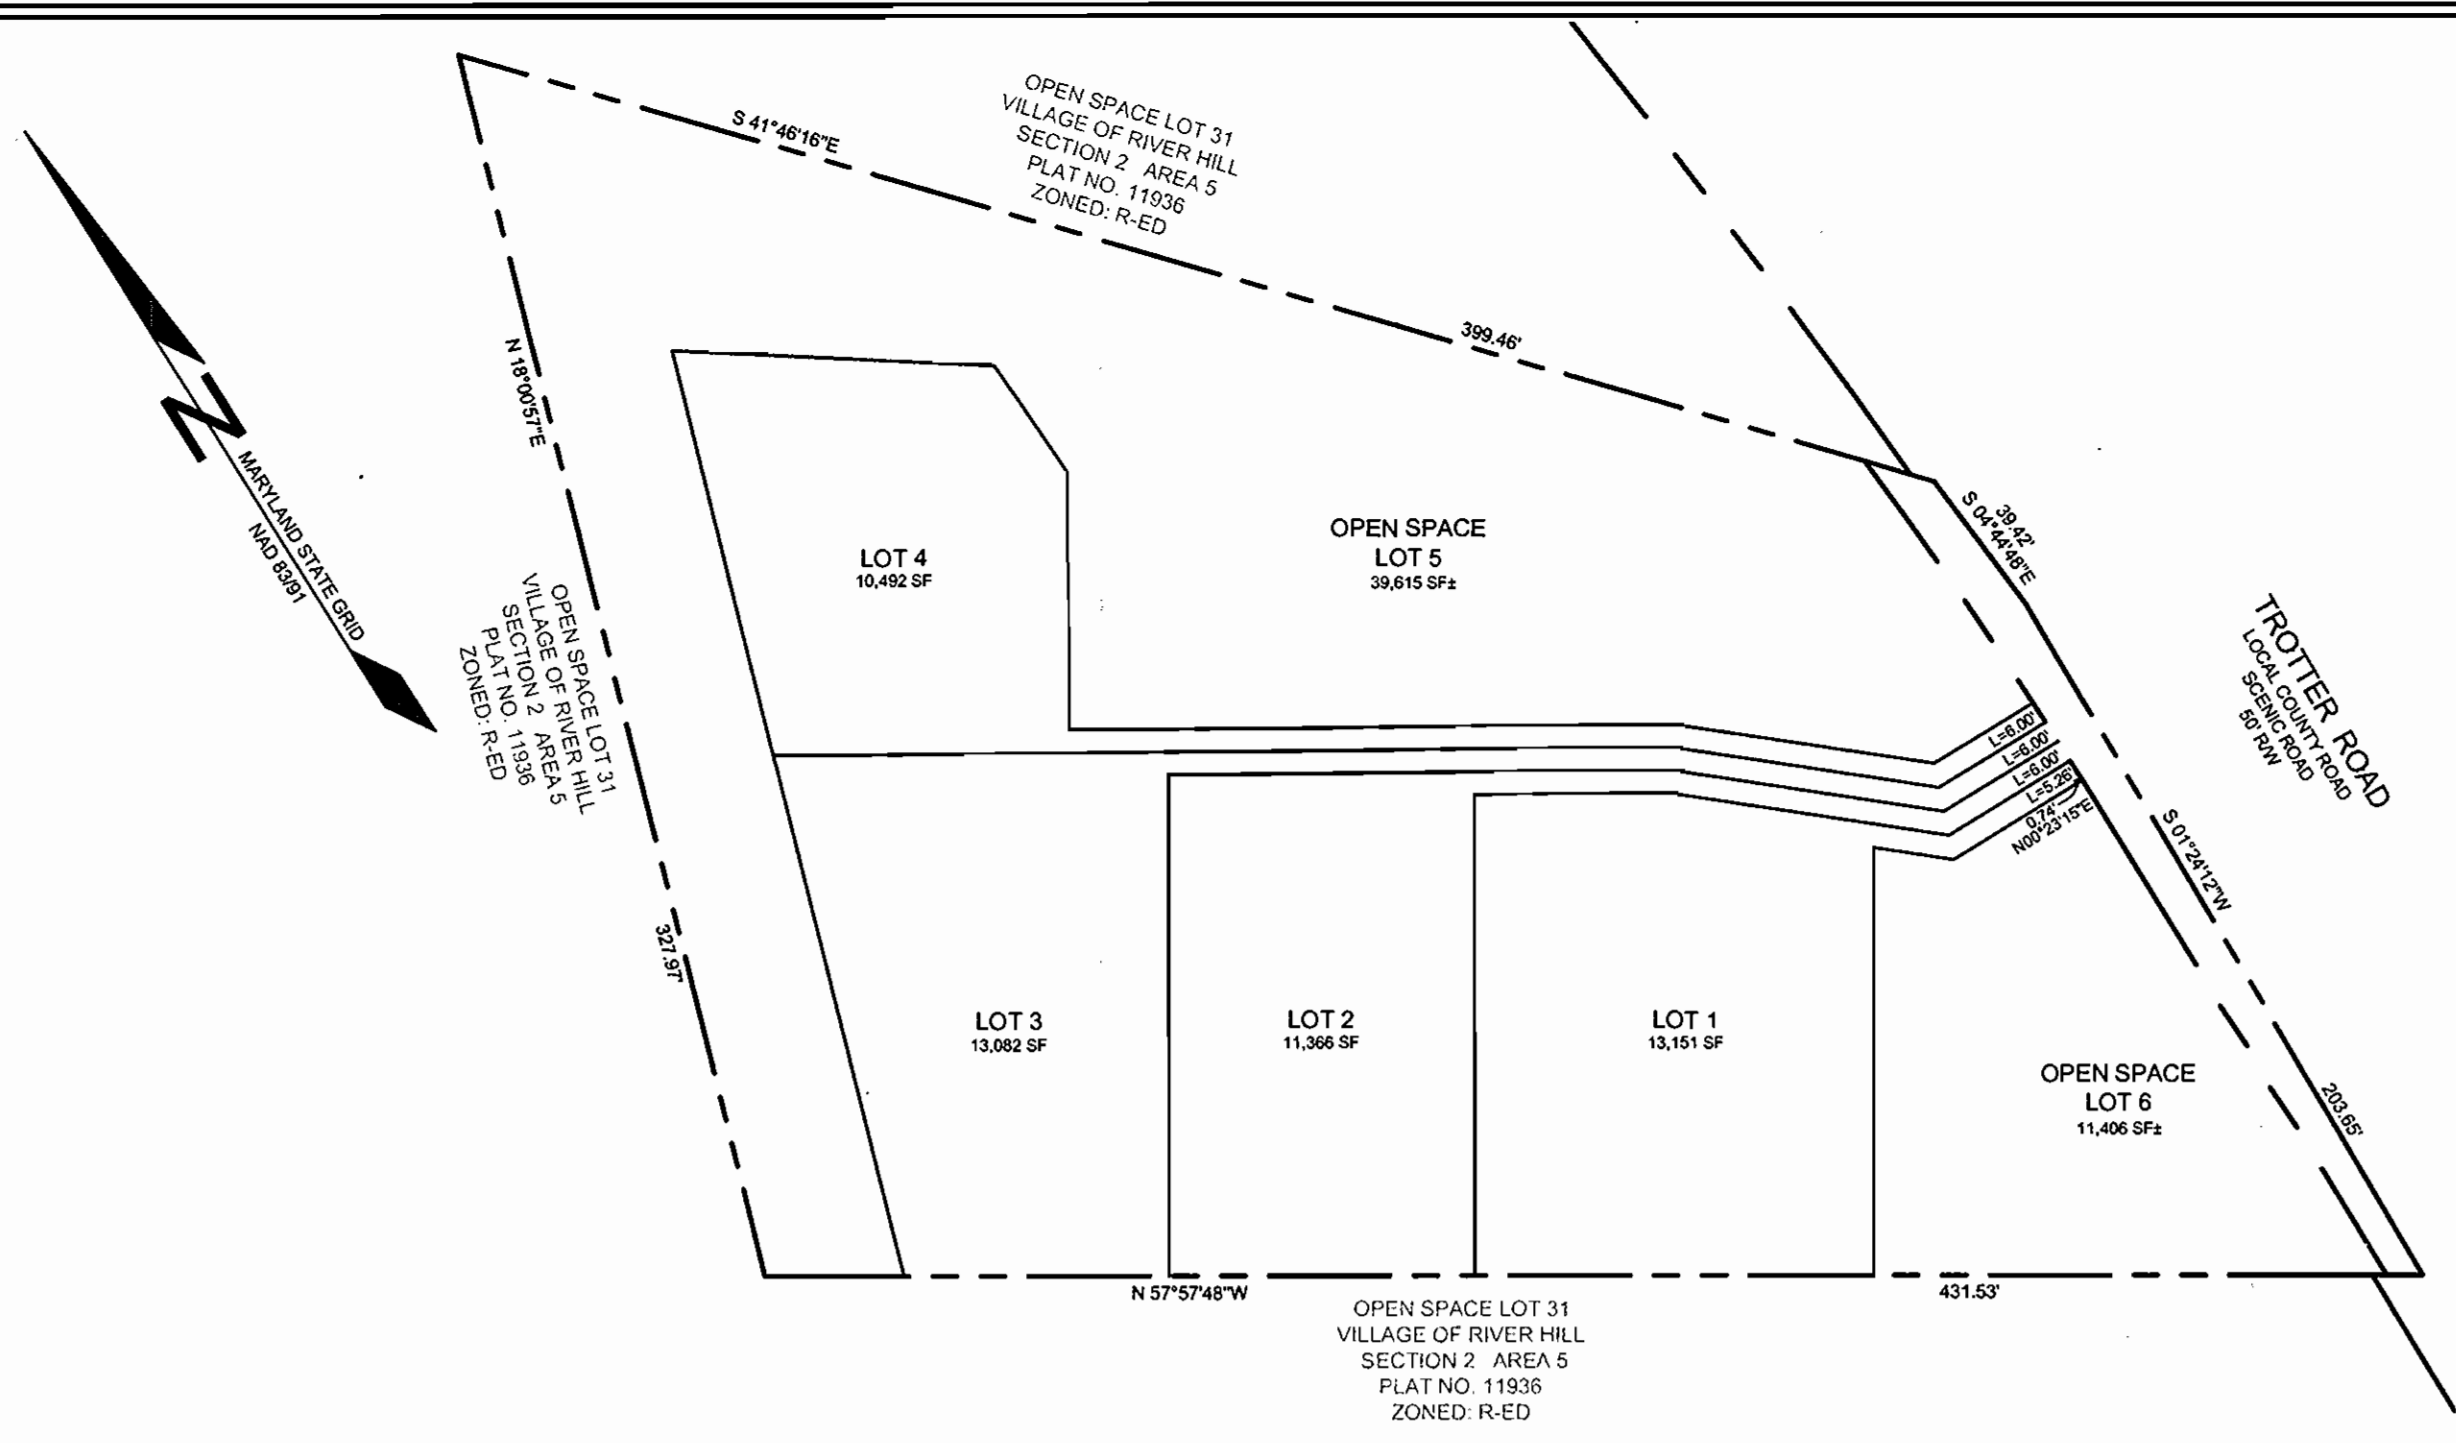 OPEN SPACE LOT 31
VILLAGE OF RIVER HILL
SECTION 2 AREA 5
PLAT NO. 11936
ZONED: R-ED
S 41°46'16"E
399.46'
N 18°00'57"E
327.97'
N
MARYLAND STATE GRID
NAD 83/91
OPEN SPACE LOT 31
VILLAGE OF RIVER HILL
SECTION 2 AREA 5
PLAT NO. 11936
ZONED: R-ED
LOT 4
10,492 SF
OPEN SPACE
LOT 5
39,615 SF±
39.42'
S 04°44'48"E
TROTTER ROAD
LOCAL COUNTY ROAD
SCENIC ROAD
50' R/W
L=6.00'
L=6.00'
L=6.00'
L=5.26'
0.74'
N00°23'15"E
S 01°24'12"W
203.65'
LOT 3
13,082 SF
LOT 2
11,366 SF
LOT 1
13,151 SF
OPEN SPACE
LOT 6
11,406 SF±
N 57°57'48"W
431.53'
OPEN SPACE LOT 31
VILLAGE OF RIVER HILL
SECTION 2 AREA 5
PLAT NO. 11936
ZONED: R-ED